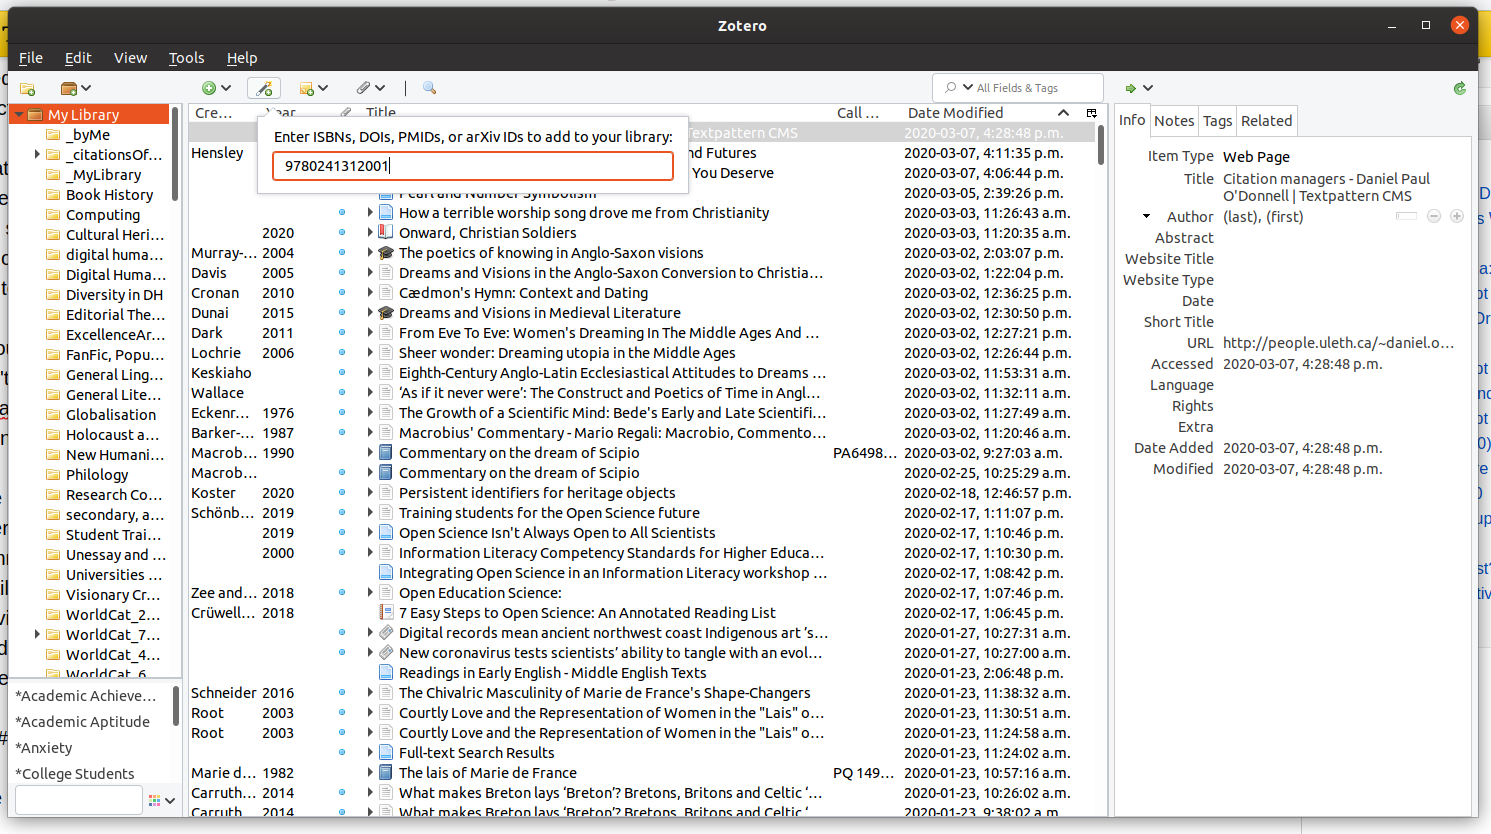 Zotero
File Edit View Tools Help
All Fields & Tags
My Library
_byMe
_citationsOf...
_MyLibrary
Book History
Computing
Cultural Heri...
digital huma...
Digital Huma...
Diversity in DH
Editorial The...
ExcellenceAr...
FanFic, Popu...
General Ling...
General Lite...
Globalisation
Holocaust a...
New Humani...
Philology
Research Co...
secondary, a...
Student Trai...
Unessay and ...
Universities ...
Visionary Cr...
WorldCat_2...
WorldCat_7...
WorldCat_4...
WorldCat_6
*Academic Achieve...
*Academic Aptitude
*Anxiety
*College Students
Cre... Year Title Call ... Date Modified
Enter ISBNs, DOIs, PMIDs, or arXiv IDs to add to your library:
9780241312001
Textpattern CMS 2020-03-07, 4:28:48 p.m.
Hensley nd Futures 2020-03-07, 4:11:35 p.m.
You Deserve 2020-03-07, 4:06:44 p.m.
Pearl and Number Symbolism 2020-03-05, 2:39:26 p.m.
How a terrible worship song drove me from Christianity 2020-03-03, 11:26:43 a.m.
2020 Onward, Christian Soldiers 2020-03-03, 11:20:35 a.m.
Murray-... 2004 The poetics of knowing in Anglo-Saxon visions 2020-03-02, 2:03:07 p.m.
Davis 2005 Dreams and Visions in the Anglo-Saxon Conversion to Christia... 2020-03-02, 1:22:04 p.m.
Cronan 2010 Cædmon's Hymn: Context and Dating 2020-03-02, 12:36:25 p.m.
Dunai 2015 Dreams and Visions in Medieval Literature 2020-03-02, 12:30:50 p.m.
Dark 2011 From Eve To Eve: Women's Dreaming In The Middle Ages And ... 2020-03-02, 12:27:21 p.m.
Lochrie 2006 Sheer wonder: Dreaming utopia in the Middle Ages 2020-03-02, 12:26:44 p.m.
Keskiaho Eighth-Century Anglo-Latin Ecclesiastical Attitudes to Dreams ... 2020-03-02, 11:53:31 a.m.
Wallace ‘As if it never were’: The Construct and Poetics of Time in Angl... 2020-03-02, 11:32:11 a.m.
Eckenr... 1976 The Growth of a Scientific Mind: Bede's Early and Late Scientifi... 2020-03-02, 11:27:49 a.m.
Barker-... 1987 Macrobius' Commentary - Mario Regali: Macrobio, Commento... 2020-03-02, 11:20:46 a.m.
Macrob... 1990 Commentary on the dream of Scipio PA6498... 2020-03-02, 9:27:03 a.m.
Macrob... Commentary on the dream of Scipio 2020-02-25, 10:25:29 a.m.
Koster 2020 Persistent identifiers for heritage objects 2020-02-18, 12:46:57 p.m.
Schönb... 2019 Training students for the Open Science future 2020-02-17, 1:11:07 p.m.
2019 Open Science Isn't Always Open to All Scientists 2020-02-17, 1:10:46 p.m.
2000 Information Literacy Competency Standards for Higher Educa... 2020-02-17, 1:10:30 p.m.
Integrating Open Science in an Information Literacy workshop ... 2020-02-17, 1:08:42 p.m.
Zee and... 2018 Open Education Science: 2020-02-17, 1:07:46 p.m.
Crüwell... 2018 7 Easy Steps to Open Science: An Annotated Reading List 2020-02-17, 1:06:45 p.m.
Digital records mean ancient northwest coast Indigenous art ’s... 2020-01-27, 10:27:31 a.m.
New coronavirus tests scientists’ ability to tangle with an evol... 2020-01-27, 10:27:00 a.m.
Readings in Early English - Middle English Texts 2020-01-23, 2:06:48 p.m.
Schneider 2016 The Chivalric Masculinity of Marie de France's Shape-Changers 2020-01-23, 11:38:32 a.m.
Root 2003 Courtly Love and the Representation of Women in the "Lais" o... 2020-01-23, 11:30:51 a.m.
Root 2003 Courtly Love and the Representation of Women in the "Lais" o... 2020-01-23, 11:24:58 a.m.
Full-text Search Results 2020-01-23, 11:24:02 a.m.
Marie d... 1982 The lais of Marie de France PQ 149... 2020-01-23, 10:57:16 a.m.
Carruth... 2014 What makes Breton lays ‘Breton’? Bretons, Britons and Celtic ‘... 2020-01-23, 10:26:02 a.m.
Carruth... 2014 What makes Breton lays ‘Breton’? Bretons, Britons and Celtic ‘... 2020-01-23, 9:38:02 a.m.
Info Notes Tags Related
Item Type Web Page
Title Citation managers - Daniel Paul
O'Donnell | Textpattern CMS
Author (last), (first)
Abstract
Website Title
Website Type
Date
Short Title
URL http://people.uleth.ca/~daniel.o...
Accessed 2020-03-07, 4:28:48 p.m.
Language
Rights
Extra
Date Added 2020-03-07, 4:28:48 p.m.
Modified 2020-03-07, 4:28:48 p.m.